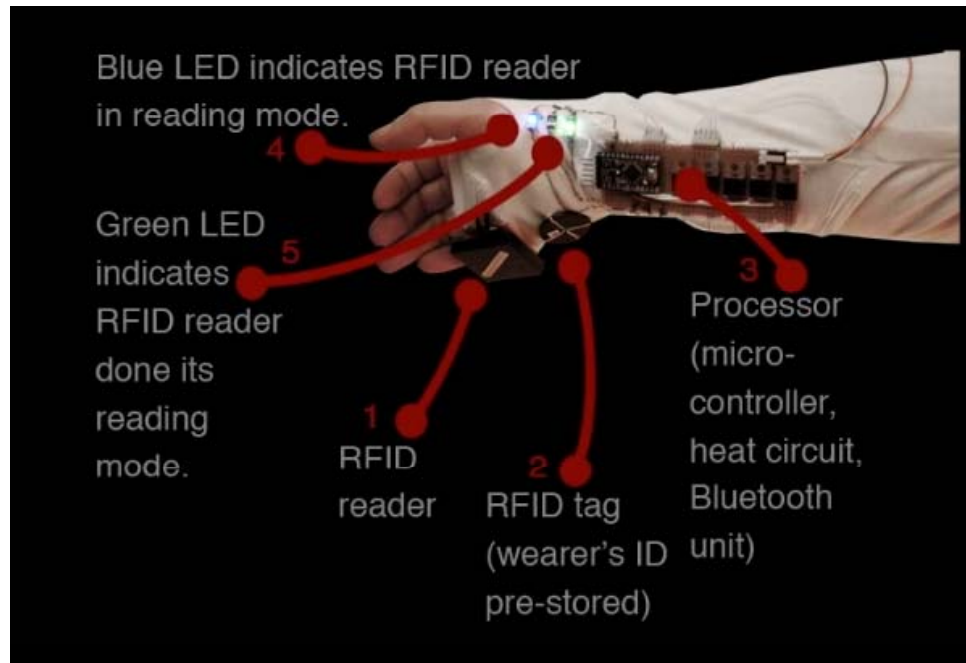 Blue LED indicates RFID reader
in reading mode.
4
Green LED
indicates
RFID reader
done its
reading
mode.
5
1
RFID
reader
2
RFID tag
(wearer's ID
pre-stored)
3
Processor
(micro-
controller,
heat circuit,
Bluetooth
unit)